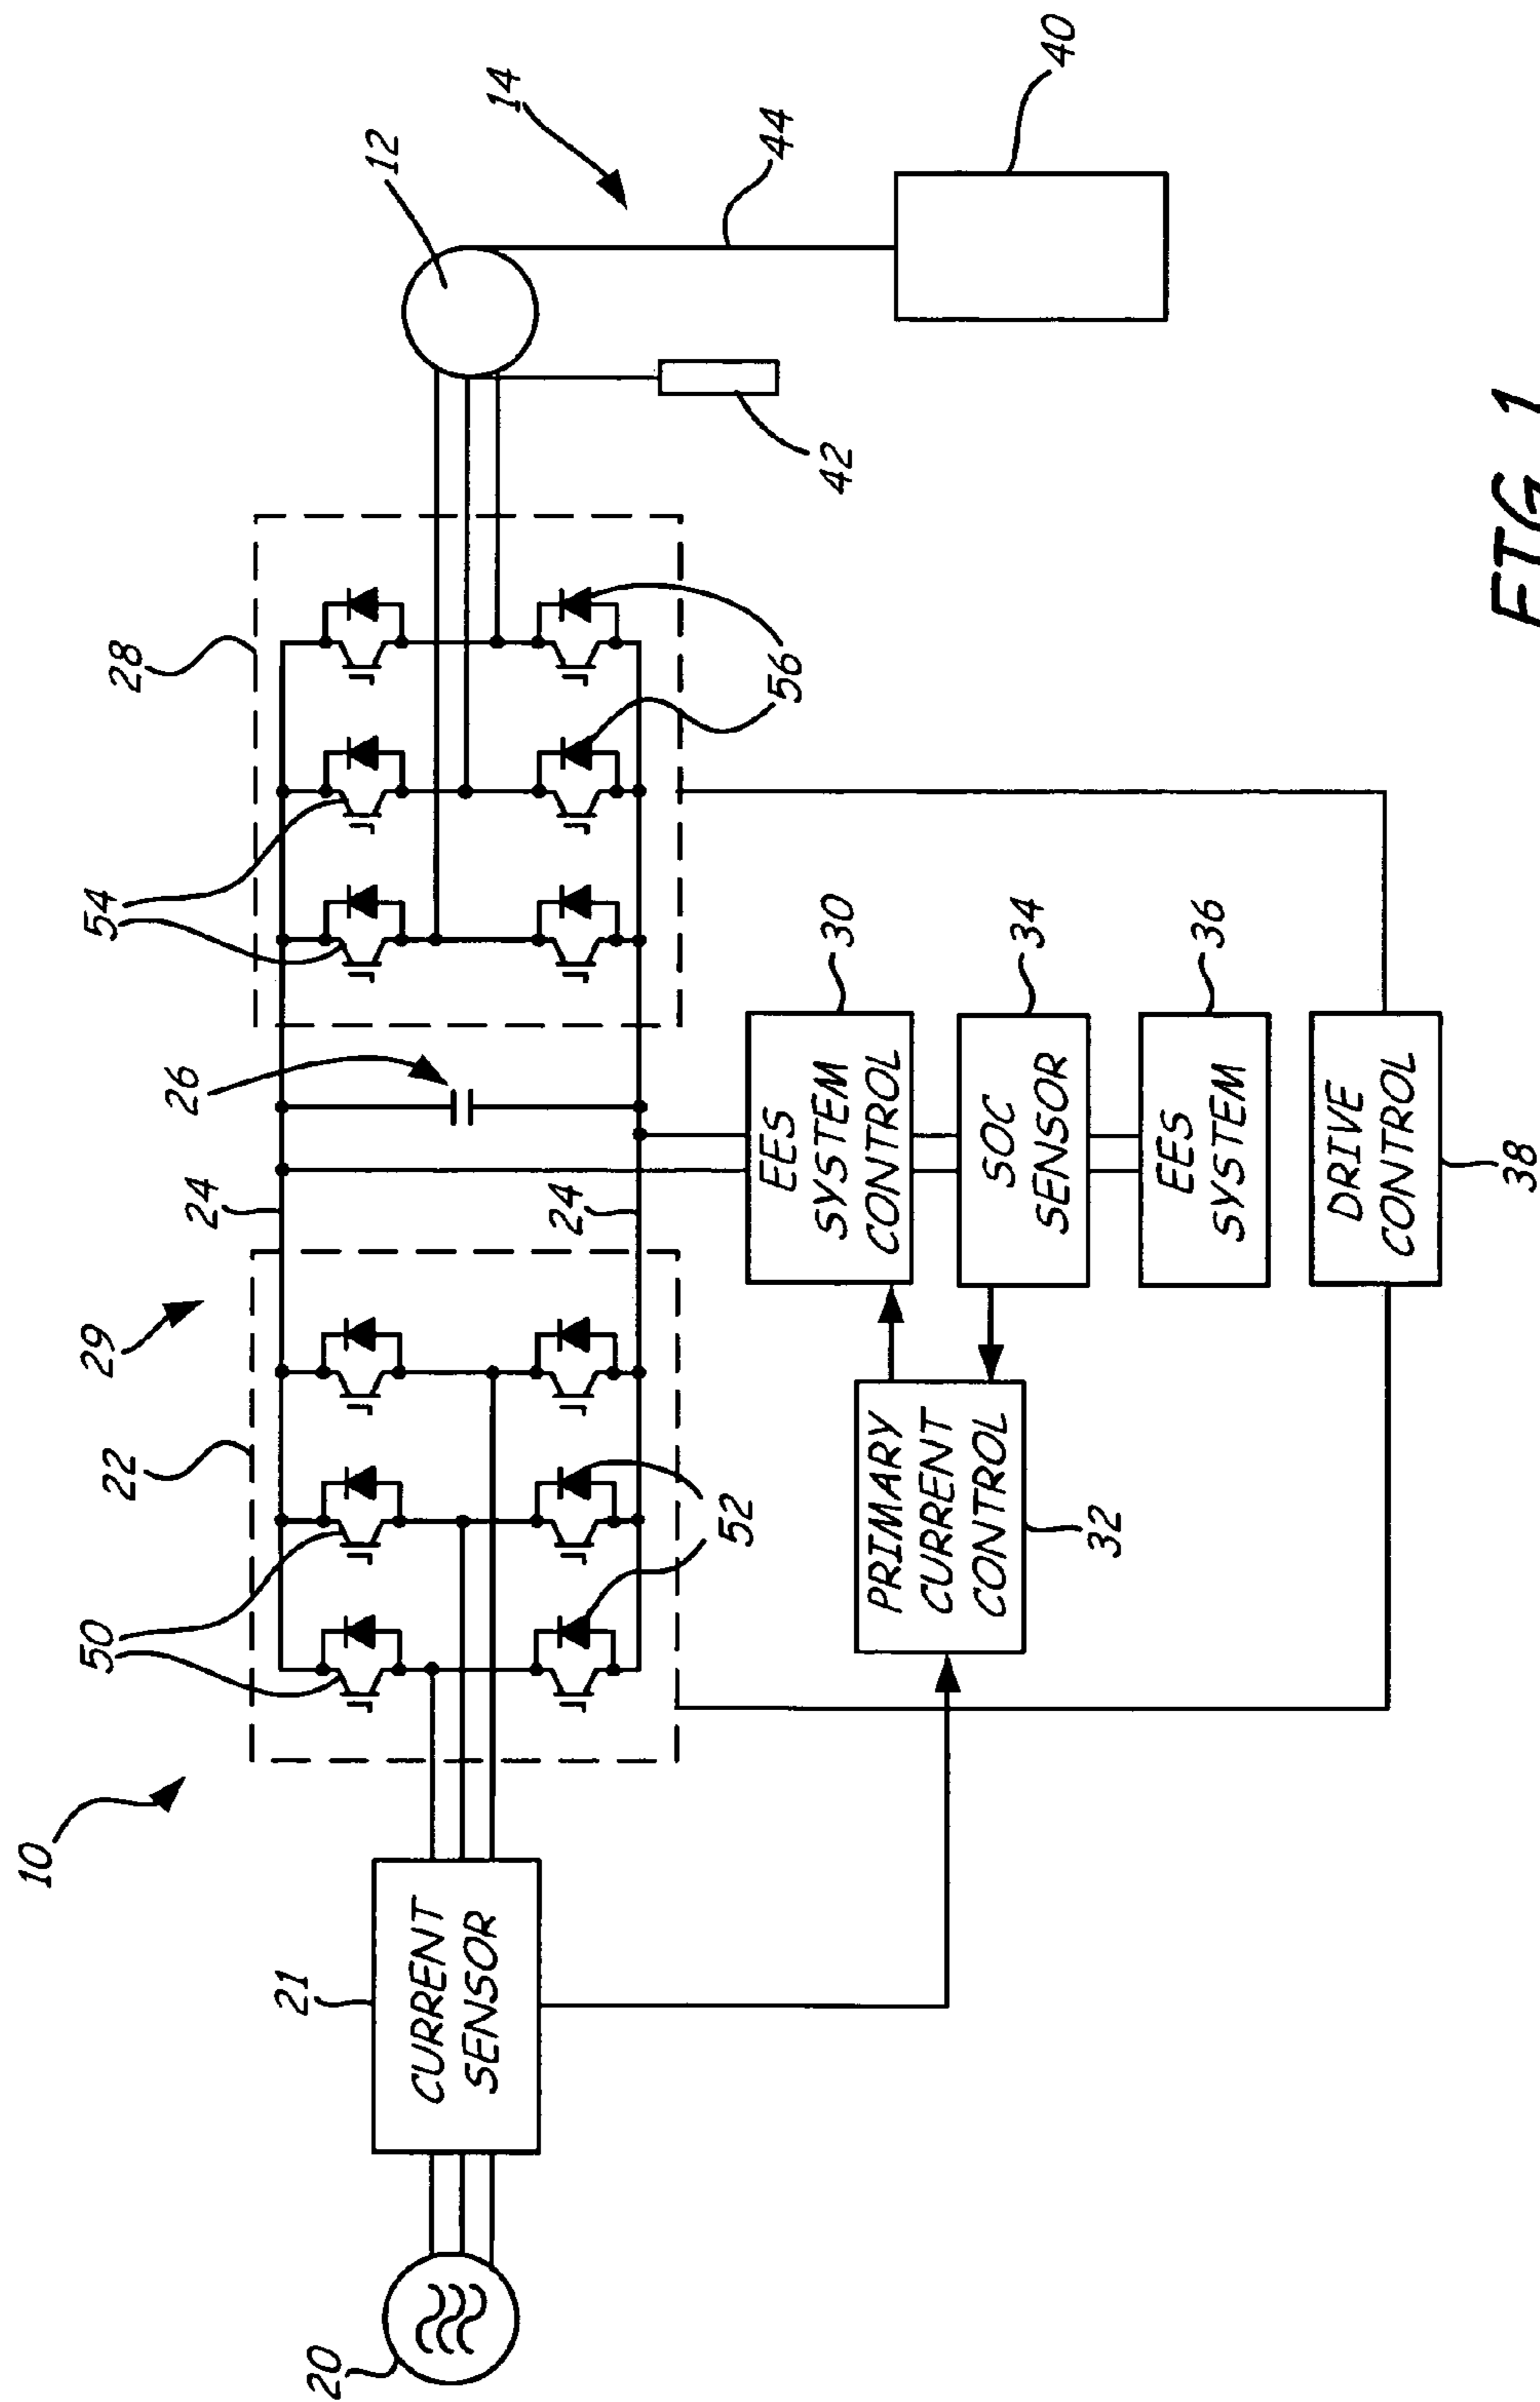 10
29
22
50
24
26
54
28
12
14
20
21
CURRENT
SENSOR
52
24
56
42
44
40
PRIMARY
CURRENT
CONTROL
32
EES
SYSTEM
CONTROL
30
SOC
SENSOR
34
EES
SYSTEM
36
DRIVE
CONTROL
38
FIG. 1